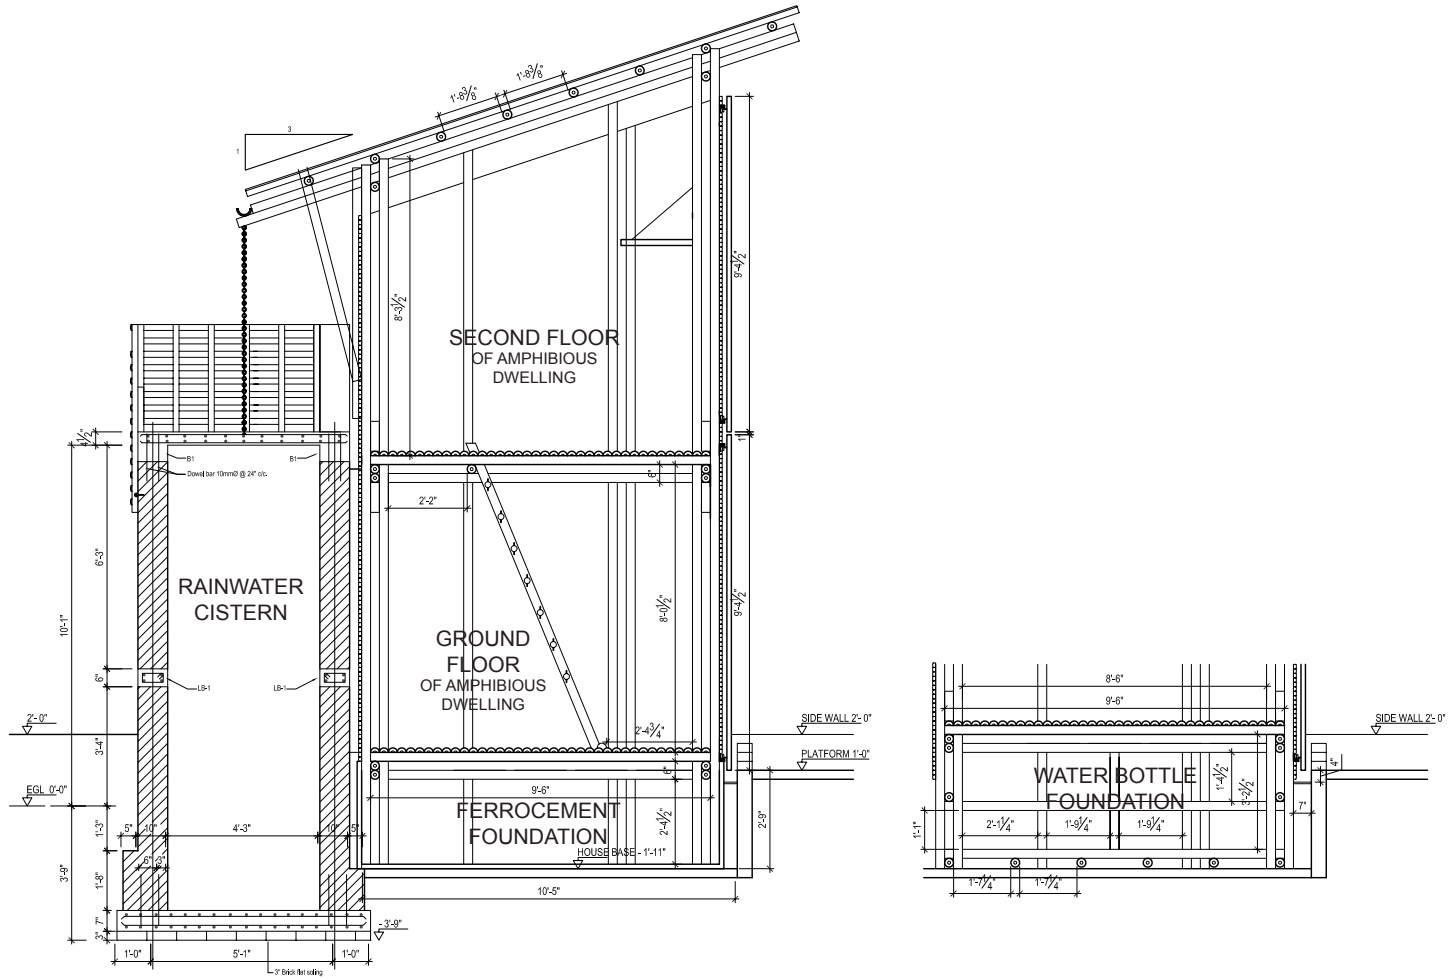 1'-8⅜"
1'-8⅜"
3
1
8'-3½"
9'-4½"
SECOND FLOOR
OF AMPHIBIOUS
DWELLING
4½"
1"
B1
B1
Dowel bar 10mmØ @ 24" c/c.
6"
2'-2"
6'-3"
RAINWATER
CISTERN
10'-1"
8'-0½"
9'-4½"
GROUND
FLOOR
OF AMPHIBIOUS
DWELLING
6"
LB-1
LB-1
8'-6"
9'-6"
2'- 0"
2'-4¾"
SIDE WALL 2'- 0"
SIDE WALL 2'- 0"
3'-4"
PLATFORM 1'-0"
4"
6"
WATER BOTTLE
FOUNDATION
1'-4½"
3'-2½"
EGL 0'-0"
9'-6"
FERROCEMENT
FOUNDATION
2'-4½"
2'-9"
7"
1'-3"
5"
10"
4'-3"
10"
5"
1'-1"
2'-1¼"
1'-9¼"
1'-9¼"
HOUSE BASE - 1'-11"
6"
3"
3'-9"
1'-8"
1'-7¼"
1'-7¼"
10'-5"
7"
- 3'-9"
3"
1'-0"
5'-1"
1'-0"
3" Brick flat soling